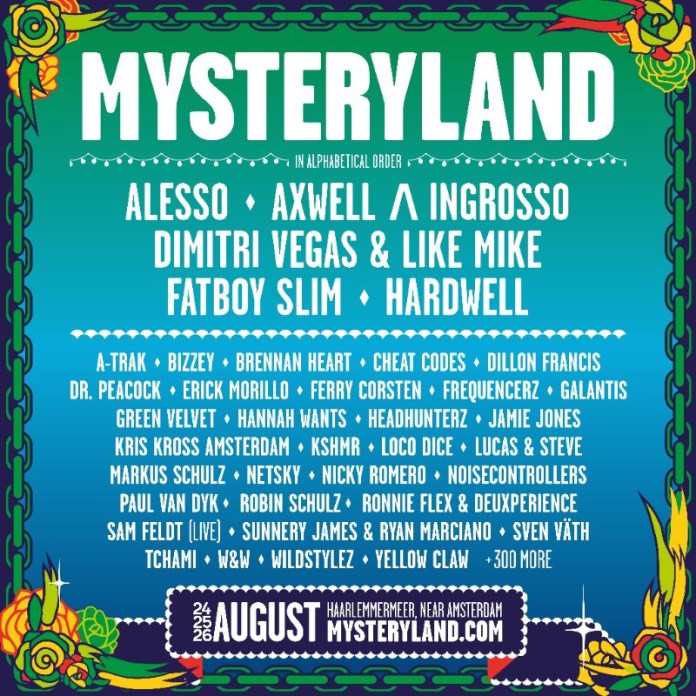 MYSTERYLAND
IN ALPHABETICAL ORDER
ALESSO ♦ AXWELL Λ INGROSSO
DIMITRI VEGAS & LIKE MIKE
FATBOY SLIM ♦ HARDWELL
A-TRAK ♦ BIZZEY ♦ BRENNAN HEART ♦ CHEAT CODES ♦ DILLON FRANCIS
DR. PEACOCK ♦ ERICK MORILLO ♦ FERRY CORSTEN ♦ FREQUENCERZ ♦ GALANTIS
GREEN VELVET ♦ HANNAH WANTS ♦ HEADHUNTERZ ♦ JAMIE JONES
KRIS KROSS AMSTERDAM ♦ KSHMR ♦ LOCO DICE ♦ LUCAS & STEVE
MARKUS SCHULZ ♦ NETSKY ♦ NICKY ROMERO ♦ NOISECONTROLLERS
PAUL VAN DYK ♦ ROBIN SCHULZ ♦ RONNIE FLEX & DEUXPERIENCE
SAM FELDT (LIVE) ♦ SUNNERY JAMES & RYAN MARCIANO ♦ SVEN VÄTH
TCHAMI ♦ W&W ♦ WILDSTYLEZ ♦ YELLOW CLAW +300 MORE
24
25
26
AUGUST
HAARLEMMERMEER, NEAR AMSTERDAM
MYSTERYLAND.COM